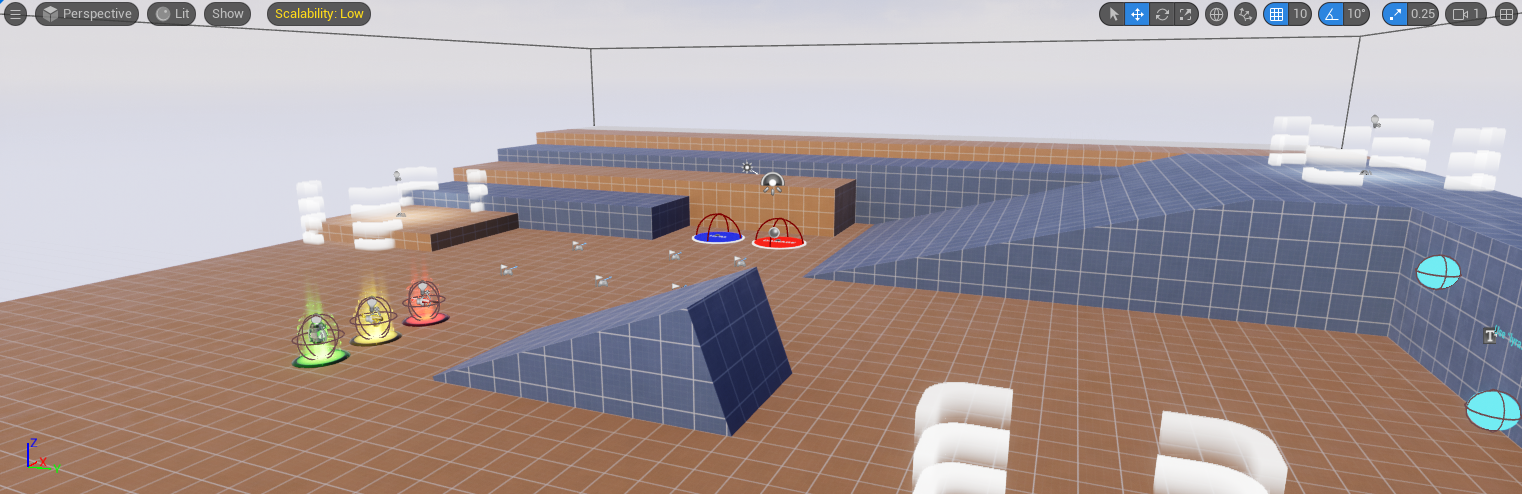 Perspective
Lit
Show
Scalability: Low
10
10°
0.25
1
Z
X
Y
T